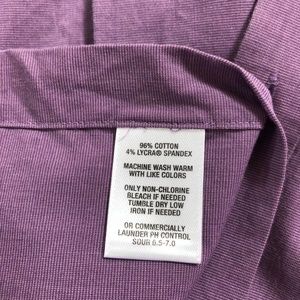 96% COTTON
4% LYCRA® SPANDEX
MACHINE WASH WARM
WITH LIKE COLORS
ONLY NON-CHLORINE
BLEACH IF NEEDED
TUMBLE DRY LOW
IRON IF NEEDED
OR COMMERCIALLY
LAUNDER PH CONTROL
SOUR 6.5-7.0